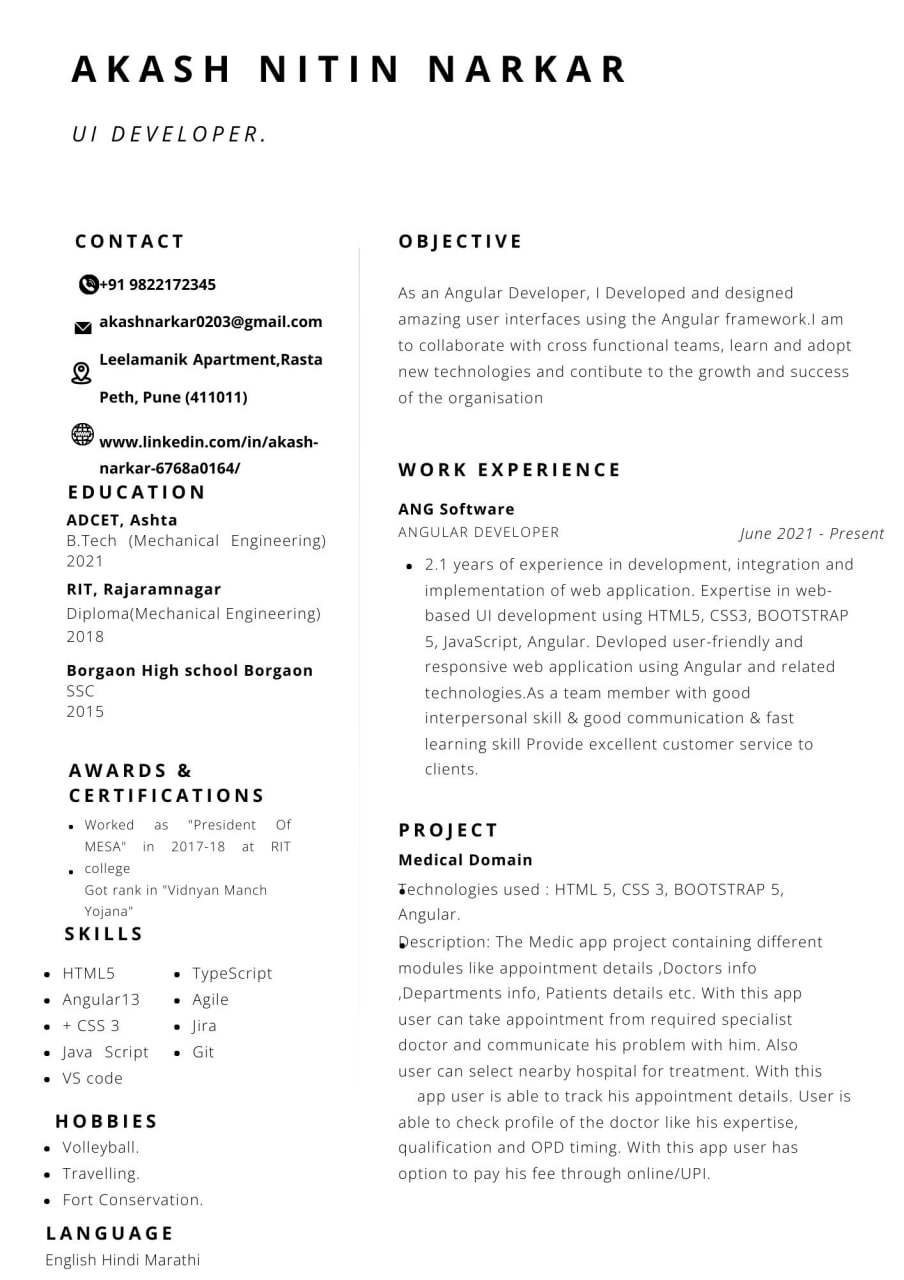 AKASH NITIN NARKAR
UI DEVELOPER.
CONTACT
+91 9822172345
akashnarkar0203@gmail.com
Leelamanik Apartment,Rasta
Peth, Pune (411011)
www.linkedin.com/in/akash-
narkar-6768a0164/
EDUCATION
ADCET, Ashta
B.Tech (Mechanical Engineering)
2021
RIT, Rajaramnagar
Diploma(Mechanical Engineering)
2018
Borgaon High school Borgaon
SSC
2015
AWARDS &
CERTIFICATIONS
• Worked as "President Of
MESA" in 2017-18 at RIT
• college
Got rank in "Vidnyan Manch
Yojana"
SKILLS
• HTML5
• Angular13
• + CSS 3
• Java Script
• VS code
• TypeScript
• Agile
• Jira
• Git
HOBBIES
• Volleyball.
• Travelling.
• Fort Conservation.
LANGUAGE
English Hindi Marathi
OBJECTIVE
As an Angular Developer, I Developed and designed
amazing user interfaces using the Angular framework.I am
to collaborate with cross functional teams, learn and adopt
new technologies and contibute to the growth and success
of the organisation
WORK EXPERIENCE
ANG Software
ANGULAR DEVELOPER
June 2021 - Present
• 2.1 years of experience in development, integration and
implementation of web application. Expertise in web-
based UI development using HTML5, CSS3, BOOTSTRAP
5, JavaScript, Angular. Devloped user-friendly and
responsive web application using Angular and related
technologies.As a team member with good
interpersonal skill & good communication & fast
learning skill Provide excellent customer service to
clients.
PROJECT
Medical Domain
• Technologies used : HTML 5, CSS 3, BOOTSTRAP 5,
Angular.
• Description: The Medic app project containing different
modules like appointment details ,Doctors info
,Departments info, Patients details etc. With this app
user can take appointment from required specialist
doctor and communicate his problem with him. Also
user can select nearby hospital for treatment. With this
app user is able to track his appointment details. User is
able to check profile of the doctor like his expertise,
qualification and OPD timing. With this app user has
option to pay his fee through online/UPI.